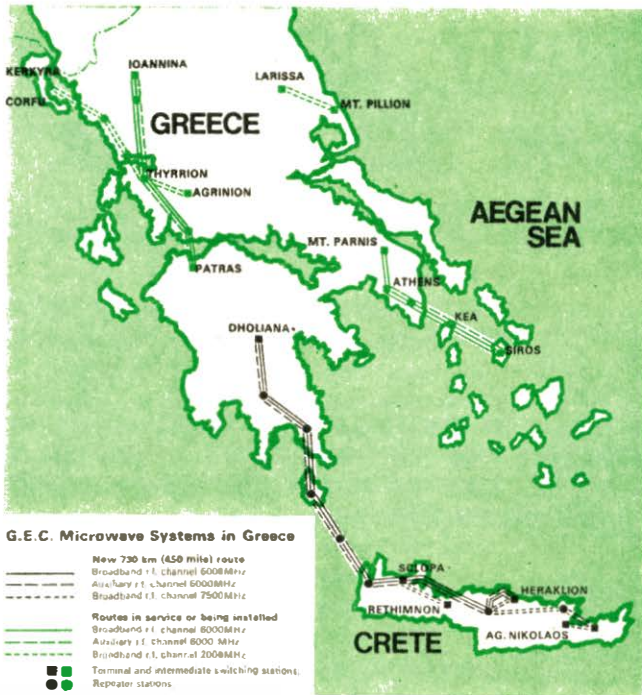 IOANNINA
KERKYRA
LARISSA
CORFU
MT. PILLION
GREECE
THYRRION
AGRINION
AEGEAN
SEA
MT. PARNIS
PATRAS
ATHENS
KEA
DHOLIANA
SIROS
G.E.C. Microwave Systems in Greece
New 730 km (450 mile) route
Broadband r.f. channel 6000MHz
Auxiliary r.f. channel 6000MHz
Broadband r.f. channel 7500MHz
Routes in service or being installed
Broadband r.f. channel 6000MHz
Auxiliary r.f. channel 6000 MHz
Broadband r.f. channel 2000MHz
Terminal and intermediate switching stations.
Repeater stations
SCLOPA
HERAKLION
RETHIMNON
AG. NIKOLAOS
CRETE